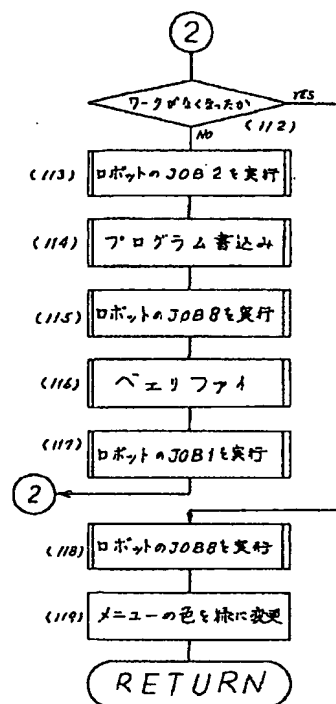 2
ワークがなくなったか
YES
(112)
NO
(113) ロボットのJOB2を実行
(114) プログラム書込み
(115) ロボットのJOB8を実行
(116) ベェリファイ
(117) ロボットのJOB1を実行
2
(118) ロボットのJOB8を実行
(119) メニューの色を緑に変更
RETURN